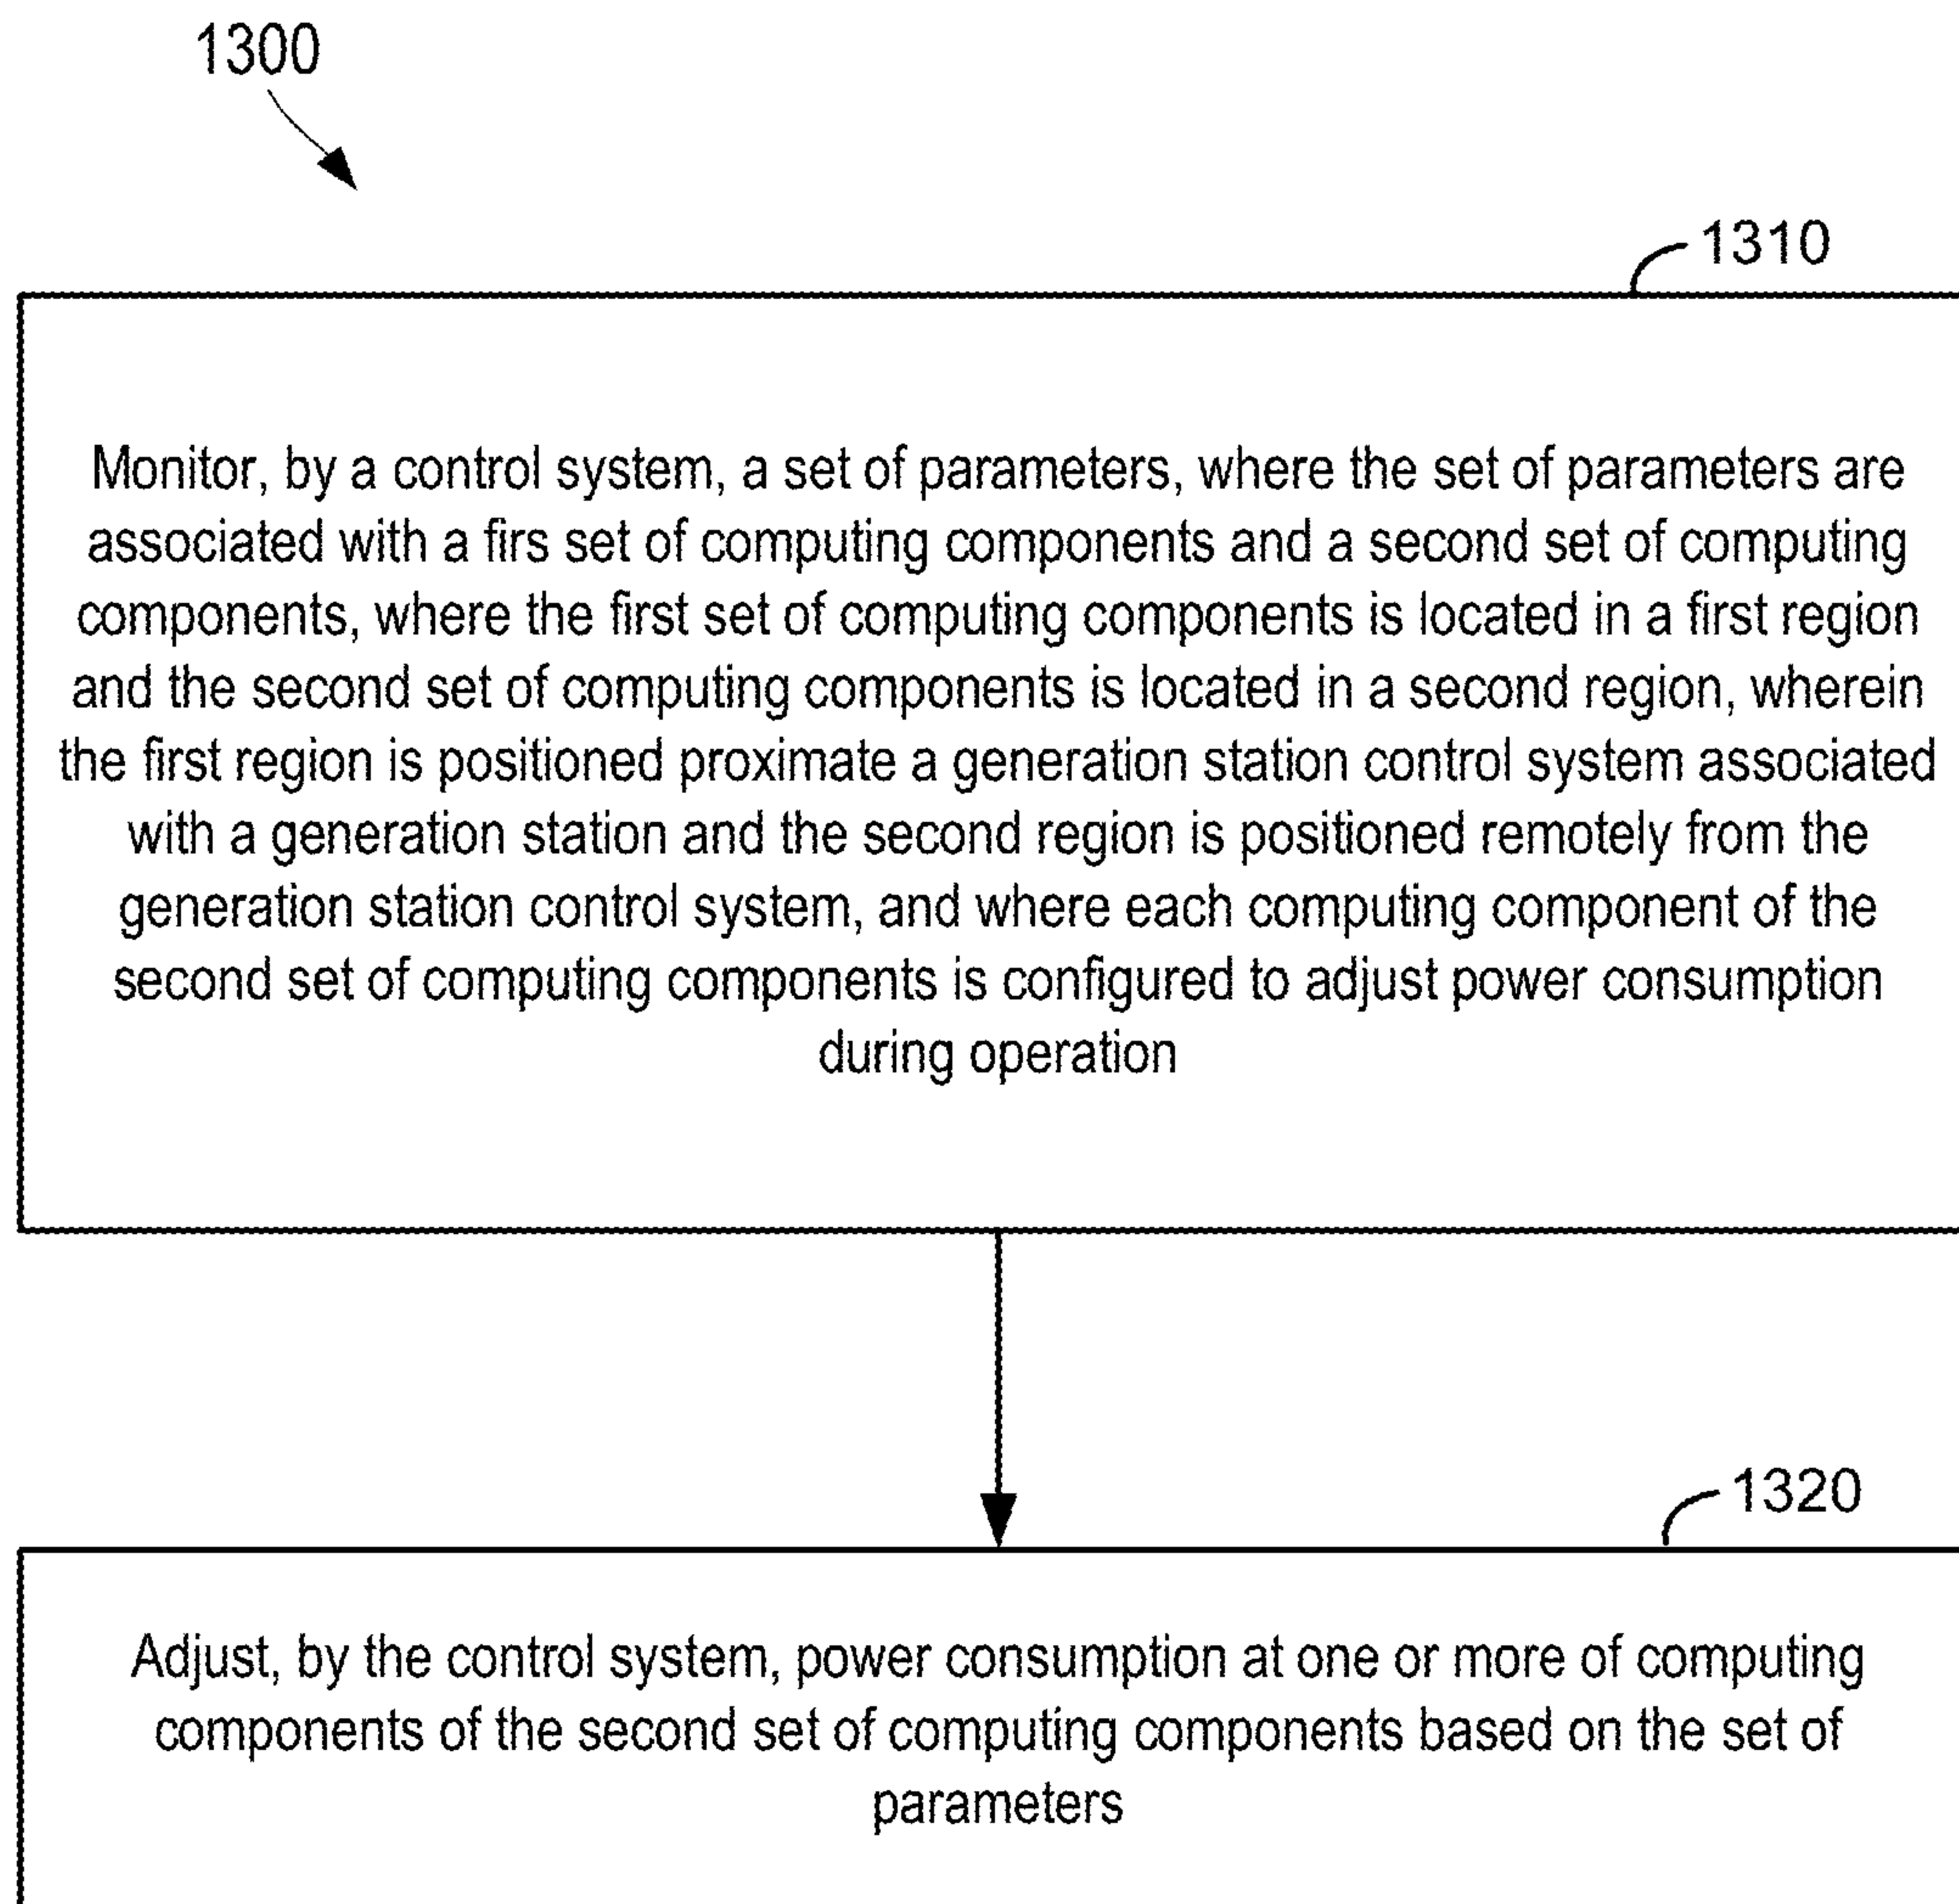 1300
1310
Monitor, by a control system, a set of parameters, where the set of parameters are
associated with a firs set of computing components and a second set of computing
components, where the first set of computing components is located in a first region
and the second set of computing components is located in a second region, wherein
the first region is positioned proximate a generation station control system associated
with a generation station and the second region is positioned remotely from the
generation station control system, and where each computing component of the
second set of computing components is configured to adjust power consumption
during operation
1320
Adjust, by the control system, power consumption at one or more of computing
components of the second set of computing components based on the set of
parameters